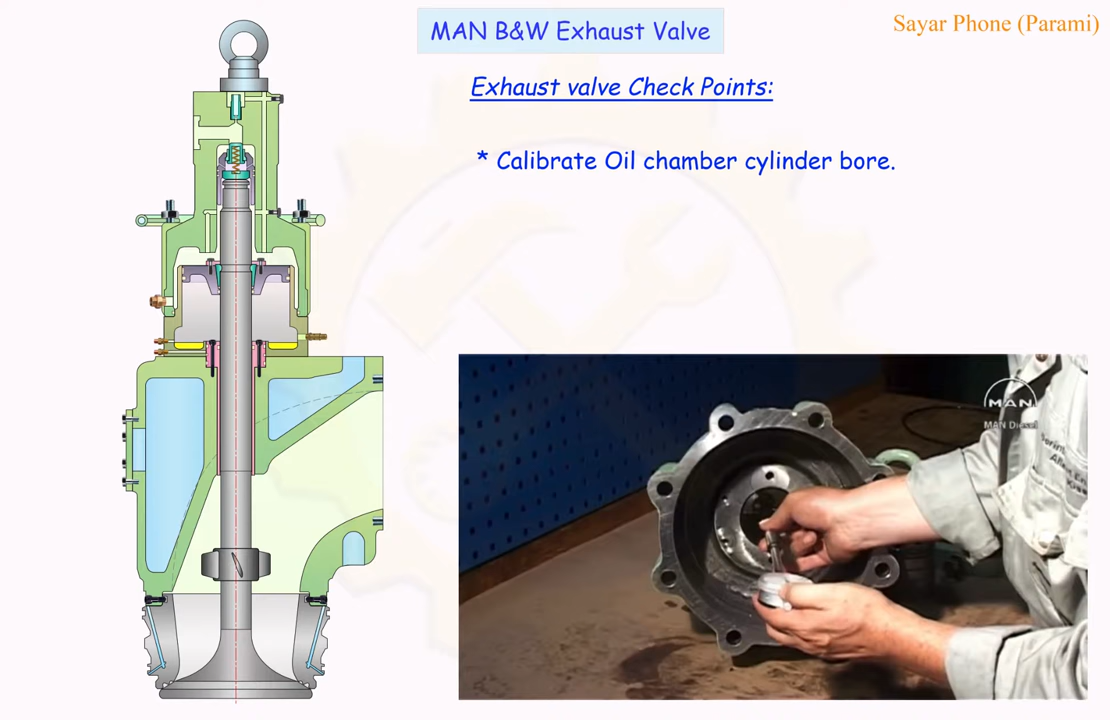 MAN B&W Exhaust Valve
Sayar Phone (Parami)
Exhaust valve Check Points:
* Calibrate Oil chamber cylinder bore.
MAN
MAN Diesel